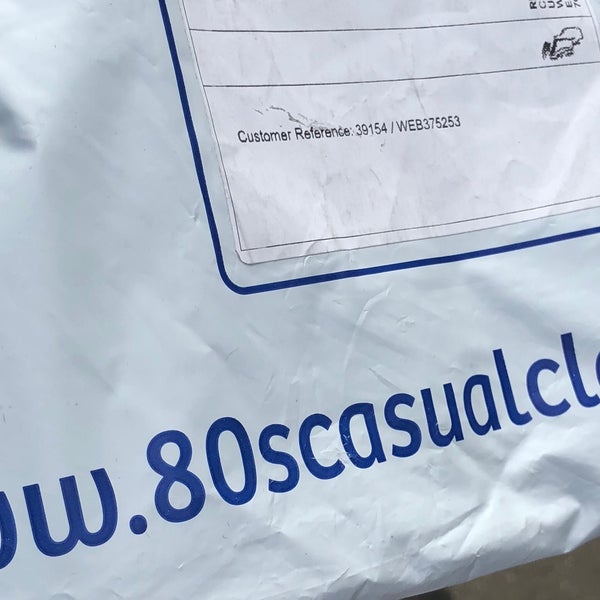 Customer Reference: 39154 / WEB375253
ww.80scasualcl